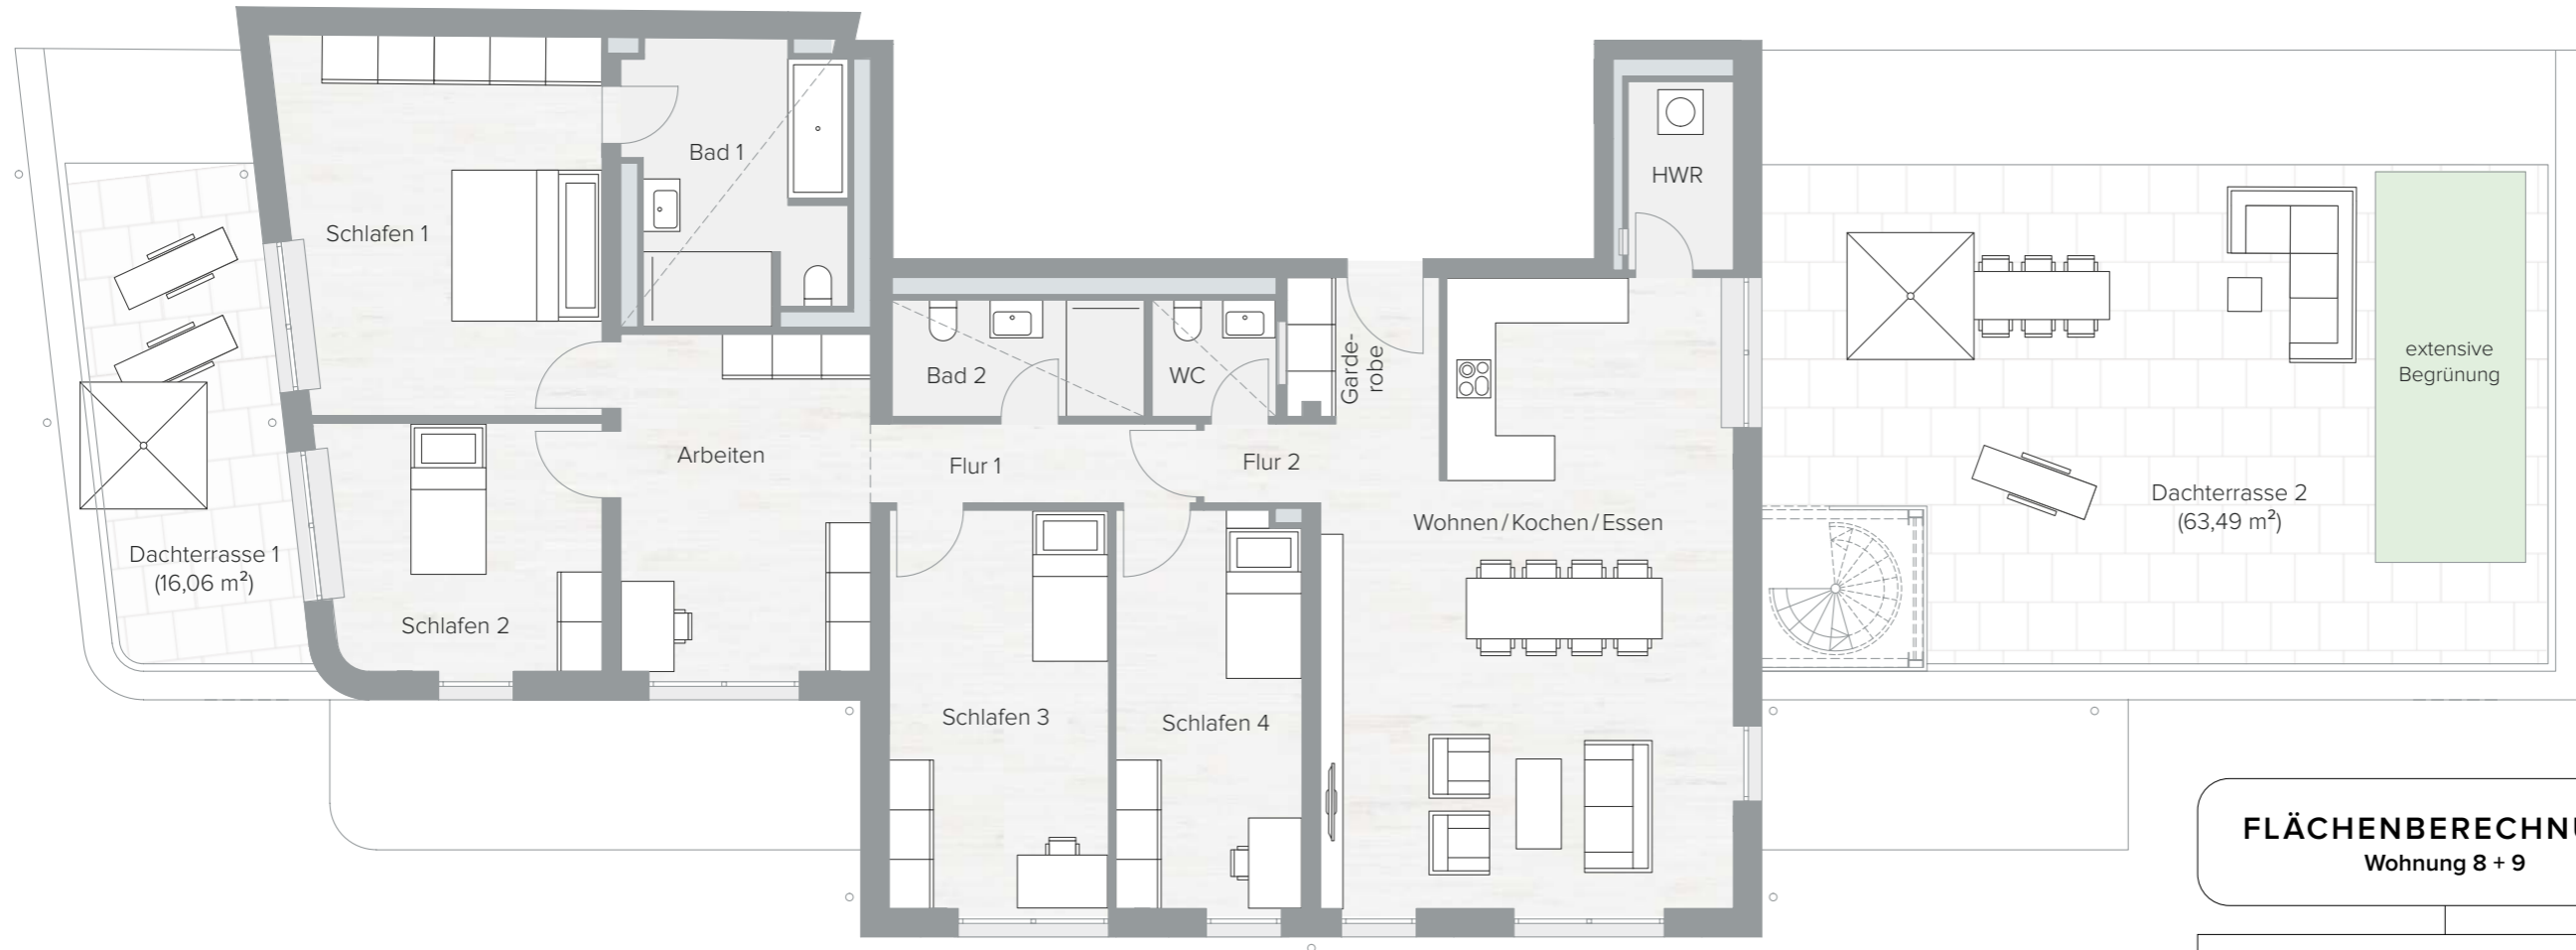 Bad 1
HWR
Schlafen 1
extensive
Begrünung
Bad 2
WC
Garde-
robe
Arbeiten
Flur 1
Flur 2
Dachterrasse 2
(63,49 m²)
Wohnen/Kochen/Essen
Dachterrasse 1
(16,06 m²)
Schlafen 2
Schlafen 3
Schlafen 4
FLÄCHENBERECHNU
Wohnung 8 + 9